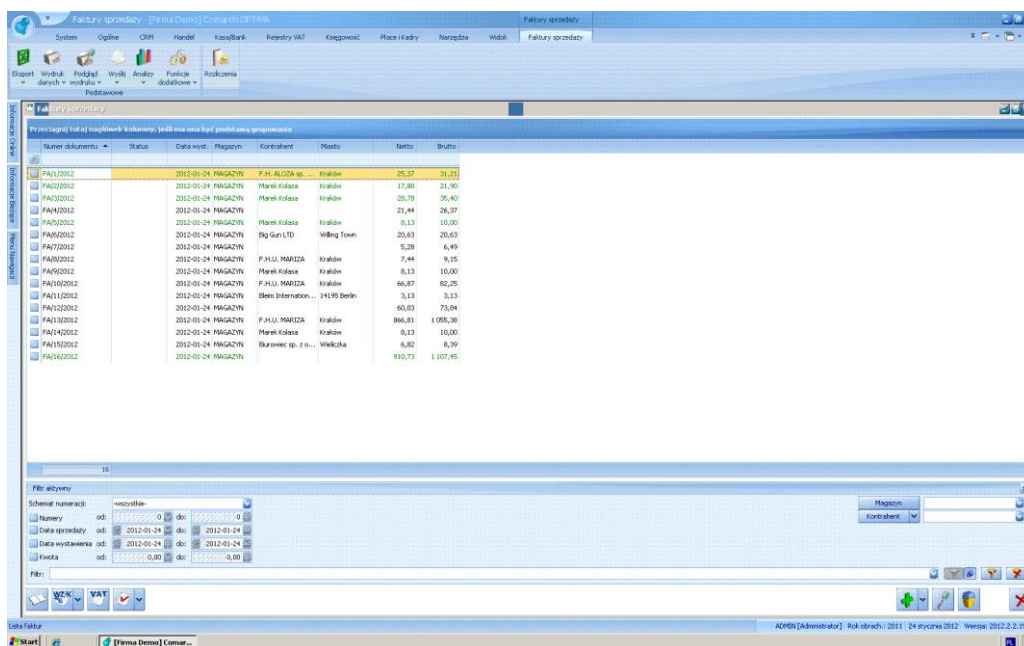 Faktury sprzedaży - [Firma Demo] Comarch OPTIMA
Faktury sprzedaży
System Ogólne CRM Handel Kasa/Bank Rejestry VAT Księgowość Płace i Kadry Narzędzia Widok Faktury sprzedaży
Eksport Wydruk danych Podgląd wydruku Wyślij Analizy Funkcje dodatkowe Rozliczenia
Podstawowe
Informacje Online
Informacje Bieżące
Menu Nawigacji
Faktury sprzedaży
Przeciągnij tutaj nagłówek kolumny, jeśli ma ona być podstawą grupowania
Numer dokumentu Status Data wyst. Magazyn Kontrahent Miasto Netto Brutto
FA/1/2012 2012-01-24 MAGAZYN F.H. ALOZA sp. ... Kraków 25,37 31,21
FA/2/2012 2012-01-24 MAGAZYN Marek Kolasa Kraków 17,80 21,90
FA/3/2012 2012-01-24 MAGAZYN Marek Kolasa Kraków 28,78 35,40
FA/4/2012 2012-01-24 MAGAZYN 21,44 26,37
FA/5/2012 2012-01-24 MAGAZYN Marek Kolasa Kraków 8,13 10,00
FA/6/2012 2012-01-24 MAGAZYN Big Gun LTD Willing Town 20,63 20,63
FA/7/2012 2012-01-24 MAGAZYN 5,28 6,49
FA/8/2012 2012-01-24 MAGAZYN F.H.U. MARIZA Kraków 7,44 9,15
FA/9/2012 2012-01-24 MAGAZYN Marek Kolasa Kraków 8,13 10,00
FA/10/2012 2012-01-24 MAGAZYN F.H.U. MARIZA Kraków 66,87 82,25
FA/11/2012 2012-01-24 MAGAZYN Bleim Internation... 14195 Berlin 3,13 3,13
FA/12/2012 2012-01-24 MAGAZYN 60,03 73,84
FA/13/2012 2012-01-24 MAGAZYN F.H.U. MARIZA Kraków 866,81 1 055,38
FA/14/2012 2012-01-24 MAGAZYN Marek Kolasa Kraków 8,13 10,00
FA/15/2012 2012-01-24 MAGAZYN Biurowiec sp. z o... Wieliczka 6,82 8,39
FA/16/2012 2012-01-24 MAGAZYN 910,73 1 107,45
16
Filtr aktywny
Schemat numeracji: -wszystkie- Magazyn
Numery od: 0 do: 0 Kontrahent
Data sprzedaży od: 2012-01-24 do: 2012-01-24
Data wystawienia od: 2012-01-24 do: 2012-01-24
Kwota od: 0,00 do: 0,00
Filtr:
WZ/K VAT
Lista faktur ADMIN [Administrator] Rok obrach.: 2011 24 stycznia 2012 Wersja: 2012.2.2.15
Start [Firma Demo] Comar... PL